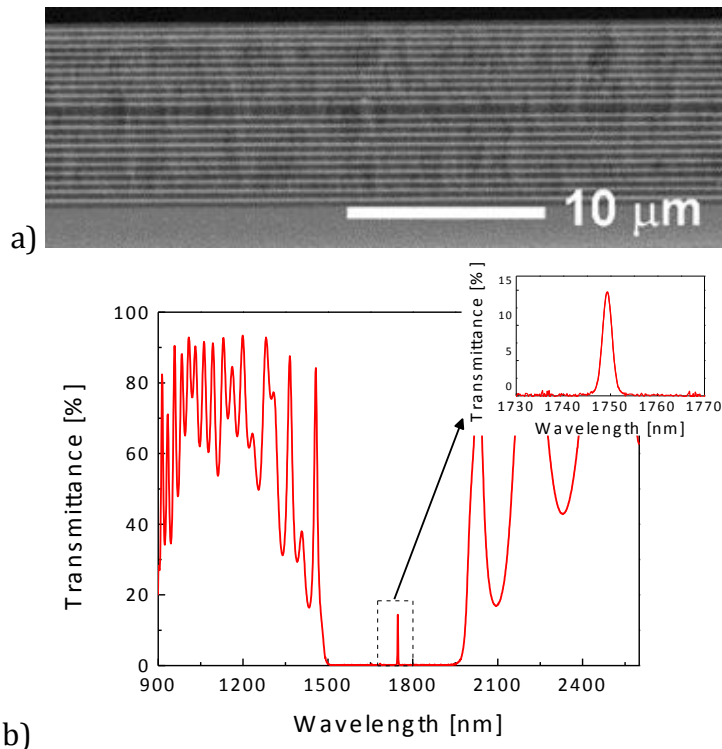 10 μm
a)
Transmittance [%]
100
80
60
40
20
0
900 1200 1500 1800 2100 2400
Wavelength [nm]
Transmittance [%]
15
10
5
0
1730 1740 1750 1760 1770
Wavelength [nm]
b)